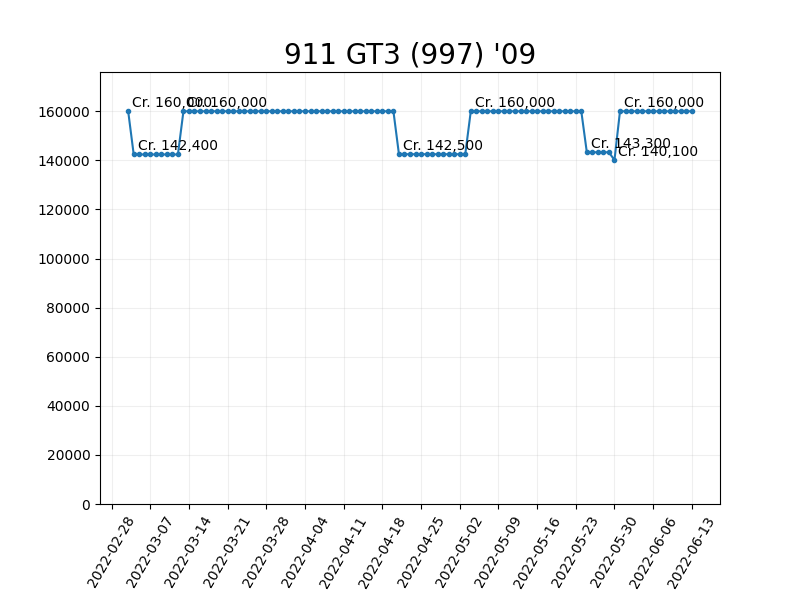 911 GT3 (997) '09
Cr. 160,000
Cr. 160,000
Cr. 160,000
Cr. 160,000
Cr. 142,400
Cr. 142,500
Cr. 143,300
Cr. 140,100
160000
140000
120000
100000
80000
60000
40000
20000
0
2022-02-28
2022-03-07
2022-03-14
2022-03-21
2022-03-28
2022-04-04
2022-04-11
2022-04-18
2022-04-25
2022-05-02
2022-05-09
2022-05-16
2022-05-23
2022-05-30
2022-06-06
2022-06-13